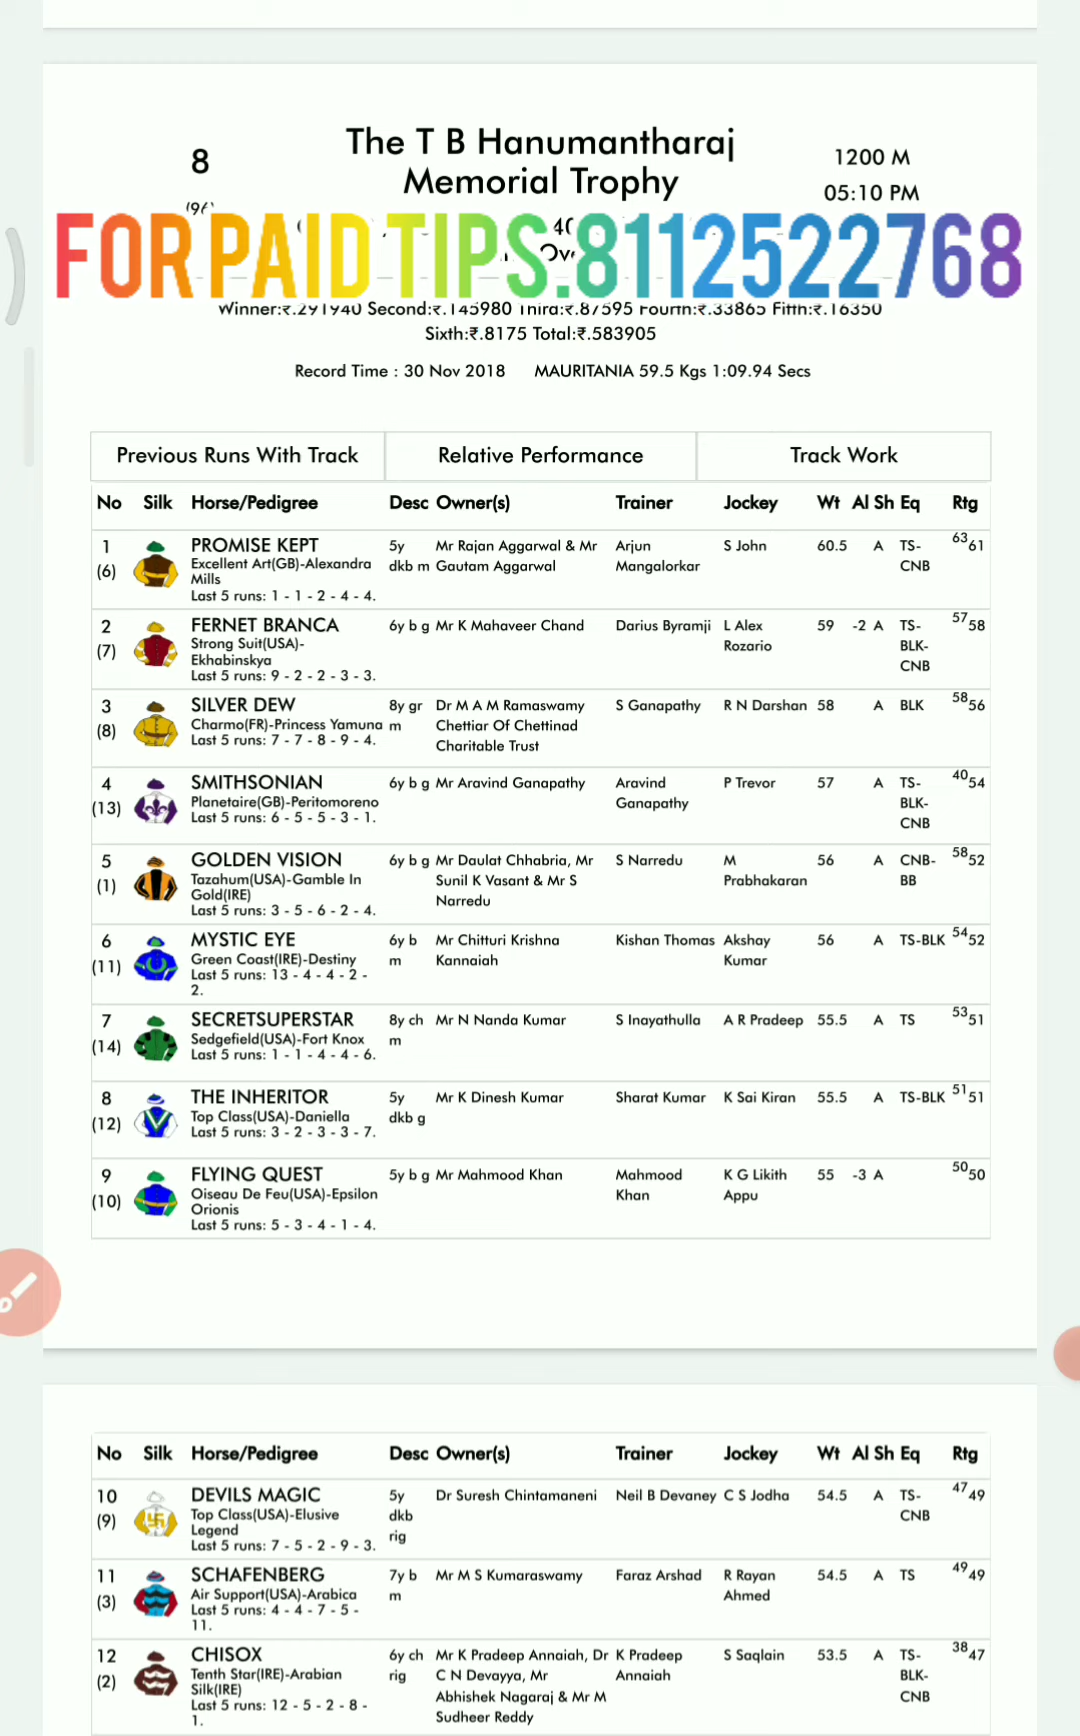 8
The T B Hanumantharaj
Memorial Trophy
1200 M
05:10 PM
FOR PAID TIPS:8112522768
Winner:₹.291940 Second:₹.145980 Third:₹.87595 Fourth:₹.33865 Fifth:₹.16350
Sixth:₹.8175 Total:₹.583905
Record Time : 30 Nov 2018 MAURITANIA 59.5 Kgs 1:09.94 Secs
Previous Runs With Track Relative Performance Track Work
No Silk Horse/Pedigree Desc Owner(s) Trainer Jockey Wt Al Sh Eq Rtg
1 PROMISE KEPT 5y Mr Rajan Aggarwal & Mr Arjun S John 60.5 A TS- 63 61
(6) Excellent Art(GB)-Alexandra dkb m Gautam Aggarwal Mangalorkar CNB
Mills
Last 5 runs: 1 - 1 - 2 - 4 - 4.
2 FERNET BRANCA 6y b g Mr K Mahaveer Chand Darius Byramji L Alex 59 -2 A TS- 57 58
(7) Strong Suit(USA)- Rozario BLK-
Ekhabinskya CNB
Last 5 runs: 9 - 2 - 2 - 3 - 3.
3 SILVER DEW 8y gr Dr M A M Ramaswamy S Ganapathy R N Darshan 58 A BLK 58 56
(8) Charmo(FR)-Princess Yamuna m Chettiar Of Chettinad
Last 5 runs: 7 - 7 - 8 - 9 - 4. Charitable Trust
4 SMITHSONIAN 6y b g Mr Aravind Ganapathy Aravind P Trevor 57 A TS- 40 54
(13) Planetaire(GB)-Peritomoreno Ganapathy BLK-
Last 5 runs: 6 - 5 - 5 - 3 - 1. CNB
5 GOLDEN VISION 6y b g Mr Daulat Chhabria, Mr S Narredu M 56 A CNB- 58 52
(1) Tazahum(USA)-Gamble In Sunil K Vasant & Mr S Prabhakaran BB
Gold(IRE) Narredu
Last 5 runs: 3 - 5 - 6 - 2 - 4.
6 MYSTIC EYE 6y b Mr Chitturi Krishna Kishan Thomas Akshay 56 A TS-BLK 54 52
(11) Green Coast(IRE)-Destiny m Kannaiah Kumar
Last 5 runs: 13 - 4 - 4 - 2 -
2.
7 SECRETSUPERSTAR 8y ch Mr N Nanda Kumar S Inayathulla A R Pradeep 55.5 A TS 53 51
(14) Sedgefield(USA)-Fort Knox m
Last 5 runs: 1 - 1 - 4 - 4 - 6.
8 THE INHERITOR 5y Mr K Dinesh Kumar Sharat Kumar K Sai Kiran 55.5 A TS-BLK 51 51
(12) Top Class(USA)-Daniella dkb g
Last 5 runs: 3 - 2 - 3 - 3 - 7.
9 FLYING QUEST 5y b g Mr Mahmood Khan Mahmood K G Likith 55 -3 A 50 50
(10) Oiseau De Feu(USA)-Epsilon Khan Appu
Orionis
Last 5 runs: 5 - 3 - 4 - 1 - 4.
No Silk Horse/Pedigree Desc Owner(s) Trainer Jockey Wt Al Sh Eq Rtg
10 DEVILS MAGIC 5y Dr Suresh Chintamaneni Neil B Devaney C S Jodha 54.5 A TS- 47 49
(9) Top Class(USA)-Elusive dkb CNB
Legend rig
Last 5 runs: 7 - 5 - 2 - 9 - 3.
11 SCHAFENBERG 7y b Mr M S Kumaraswamy Faraz Arshad R Rayan 54.5 A TS 49 49
(3) Air Support(USA)-Arabica m Ahmed
Last 5 runs: 4 - 4 - 7 - 5 -
11.
12 CHISOX 6y ch Mr K Pradeep Annaiah, Dr K Pradeep S Saqlain 53.5 A TS- 38 47
(2) Tenth Star(IRE)-Arabian rig C N Devayya, Mr Annaiah BLK-
Silk(IRE) Abhishek Nagaraj & Mr M CNB
Last 5 runs: 12 - 5 - 2 - 8 - Sudheer Reddy
1.